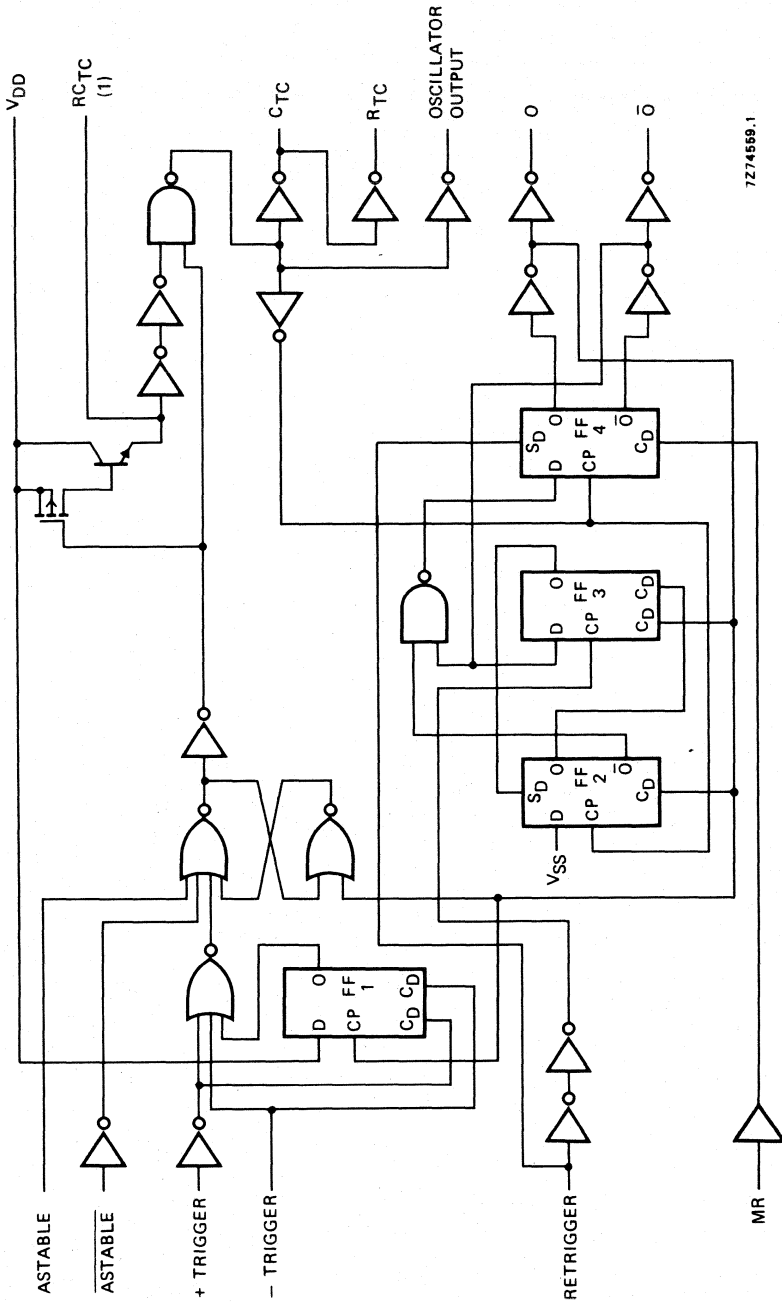 VDD
RCTC
(1)
CTC
RTC
OSCILLATOR
OUTPUT
O
O̅
ASTABLE
A̅S̅T̅A̅B̅L̅E̅
+ TRIGGER
− TRIGGER
RETRIGGER
MR
D
O
CP
FF
1
CD
CD
VSS
SD
D
O
CP
FF
2
O̅
CD
D
O
CP
FF
3
CD
CD
SD
D
O
CP
FF
4
O̅
CD
7Z74559.1